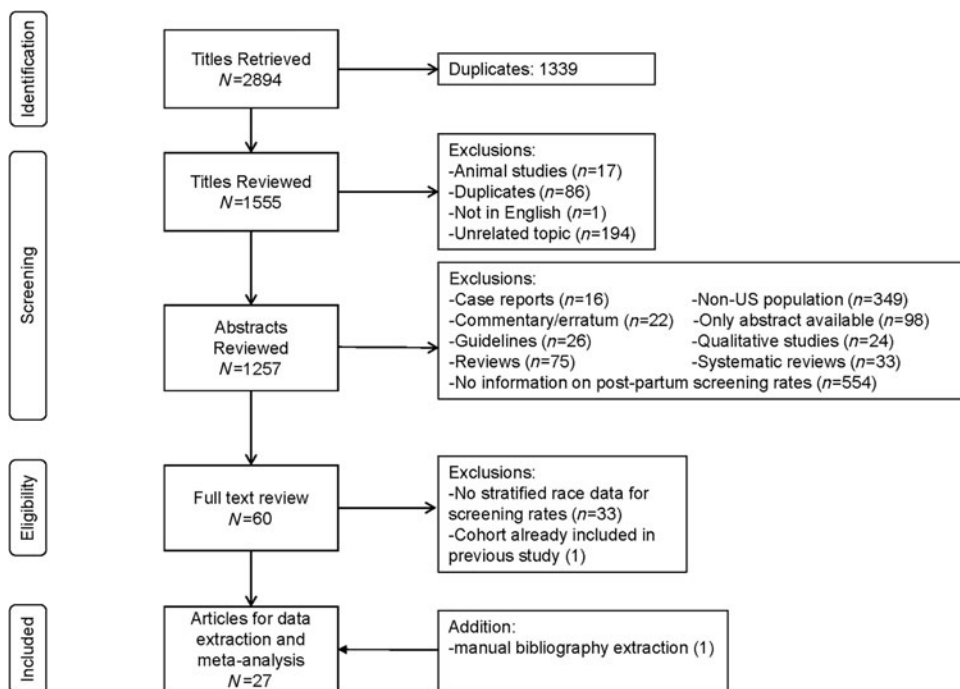 Identification
Titles Retrieved
N=2894
Duplicates: 1339
Screening
Titles Reviewed
N=1555
Exclusions:
-Animal studies (n=17)
-Duplicates (n=86)
-Not in English (n=1)
-Unrelated topic (n=194)
Abstracts
Reviewed
N=1257
Exclusions:
-Case reports (n=16) -Non-US population (n=349)
-Commentary/erratum (n=22) -Only abstract available (n=98)
-Guidelines (n=26) -Qualitative studies (n=24)
-Reviews (n=75) -Systematic reviews (n=33)
-No information on post-partum screening rates (n=554)
Eligibility
Full text review
N=60
Exclusions:
-No stratified race data for
screening rates (n=33)
-Cohort already included in
previous study (1)
Included
Articles for data
extraction and
meta-analysis
N=27
Addition:
-manual bibliography extraction (1)